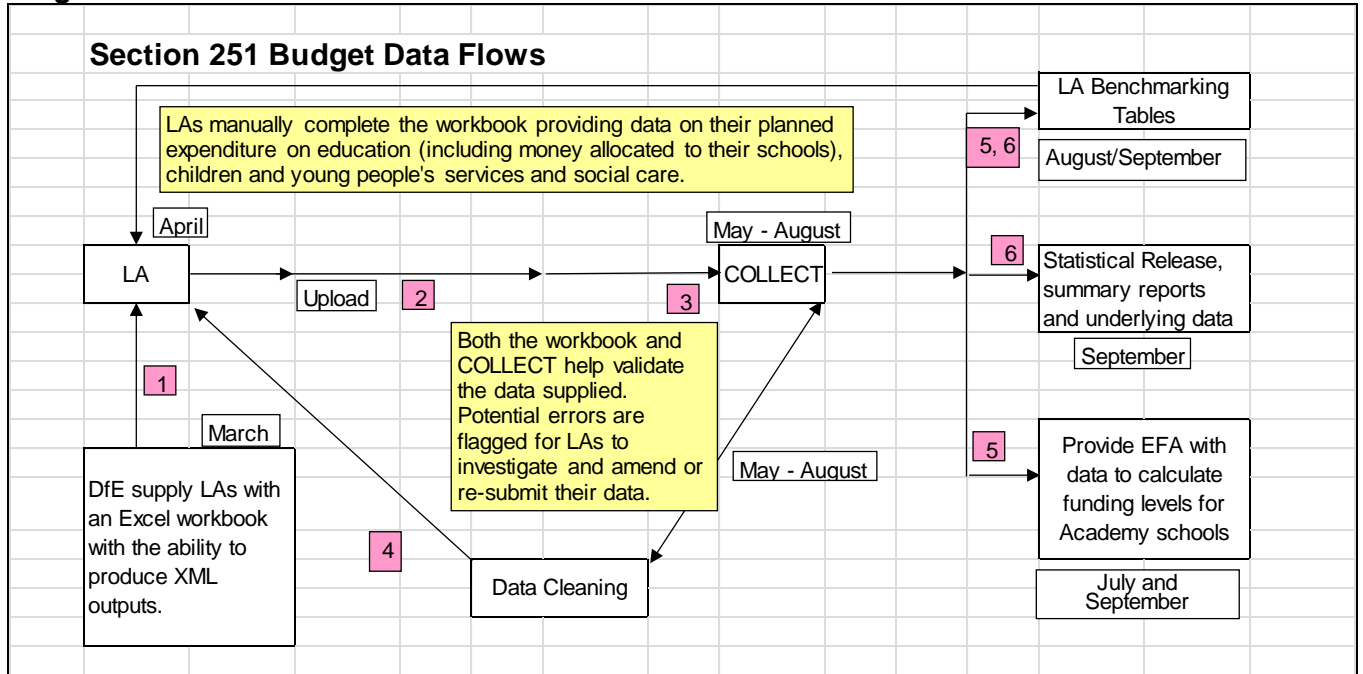 Section 251 Budget Data Flows
LA Benchmarking
Tables
LAs manually complete the workbook providing data on their planned
expenditure on education (including money allocated to their schools),
children and young people's services and social care.
5, 6
August/September
April
May - August
LA
Upload
2
3
COLLECT
6
Statistical Release,
summary reports
and underlying data
September
Both the workbook and
COLLECT help validate
the data supplied.
Potential errors are
flagged for LAs to
investigate and amend or
re-submit their data.
1
March
May - August
5
Provide EFA with
data to calculate
funding levels for
Academy schools
DfE supply LAs with
an Excel workbook
with the ability to
produce XML
outputs.
4
Data Cleaning
July and
September